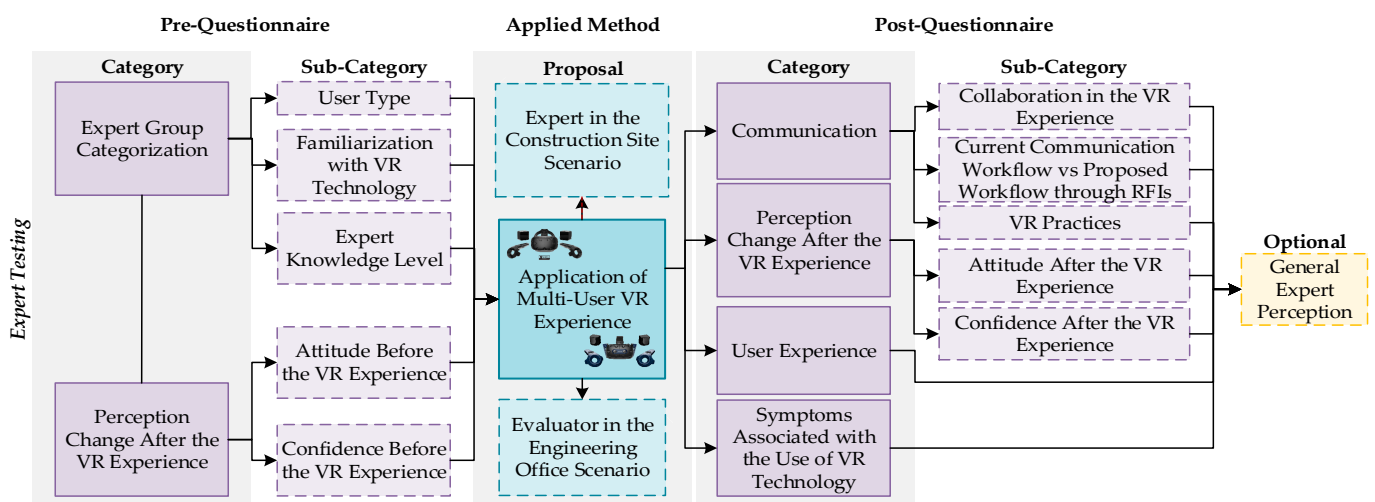 Pre-Questionnaire
Applied Method
Post-Questionnaire
Expert Testing
Category
Expert Group
Categorization
Perception
Change After the
VR Experience
Sub-Category
User Type
Familiarization
with VR
Technology
Expert
Knowledge Level
Attitude Before
the VR Experience
Confidence Before
the VR Experience
Proposal
Expert in the
Construction Site
Scenario
Application of
Multi-User VR
Experience
Evaluator in the
Engineering
Office Scenario
Category
Communication
Perception
Change After the
VR Experience
User Experience
Symptoms
Associated with
the Use of VR
Technology
Sub-Category
Collaboration in the VR
Experience
Current Communication
Workflow vs Proposed
Workflow through RFIs
VR Practices
Attitude After the VR
Experience
Confidence After the VR
Experience
Optional
General
Expert
Perception